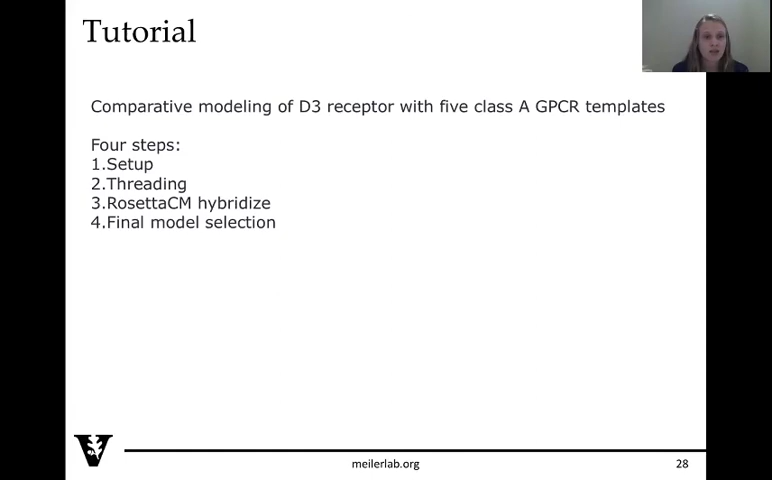 Tutorial
Comparative modeling of D3 receptor with five class A GPCR templates
Four steps:
1.Setup
2.Threading
3.RosettaCM hybridize
4.Final model selection
meilerlab.org
28